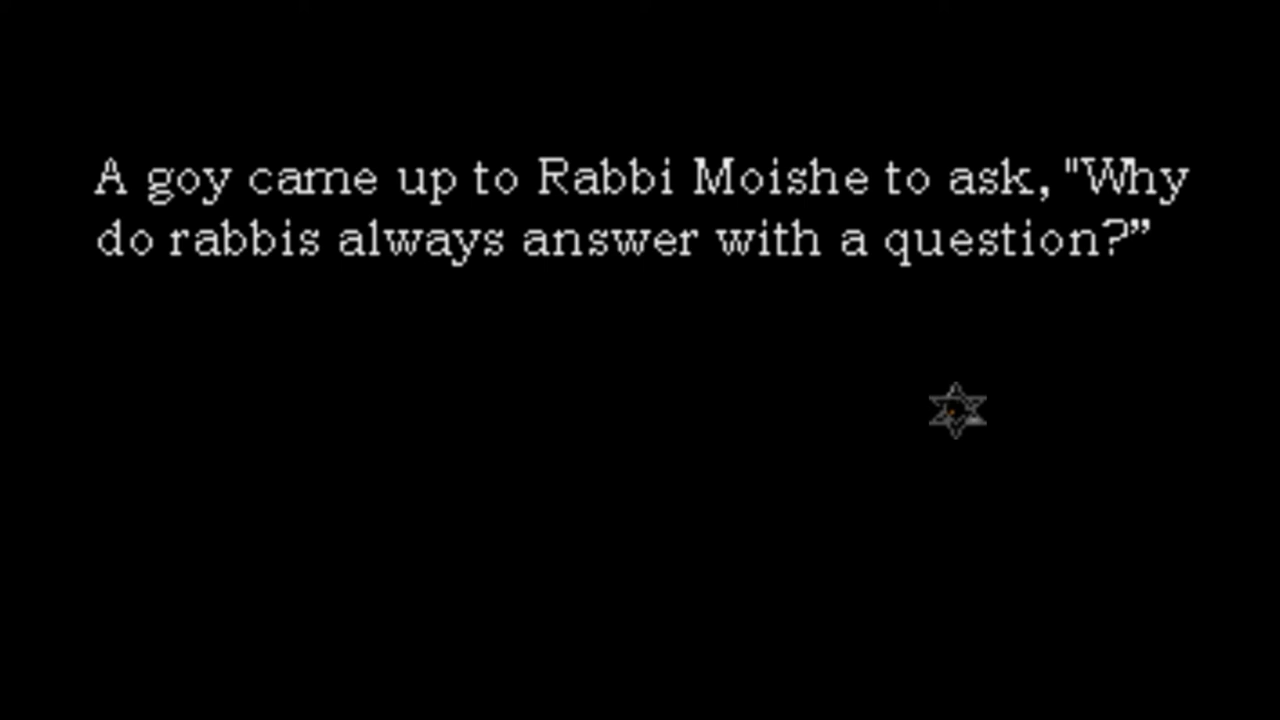 A goy came up to Rabbi Moishe to ask, "Why
do rabbis always answer with a question?”